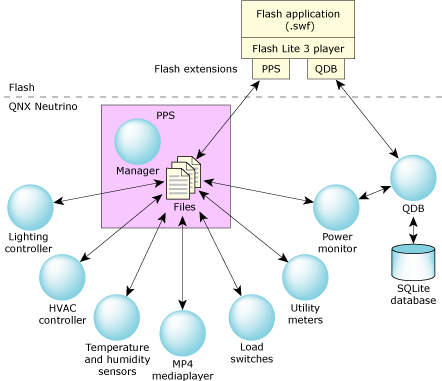 Flash application
(.swf)
Flash Lite 3 player
Flash extensions
PPS
QDB
Flash
QNX Neutrino
PPS
Manager
Files
Lighting
controller
HVAC
controller
Temperature
and humidity
sensors
MP4
mediaplayer
Load
switches
Utility
meters
Power
monitor
QDB
SQLite
database